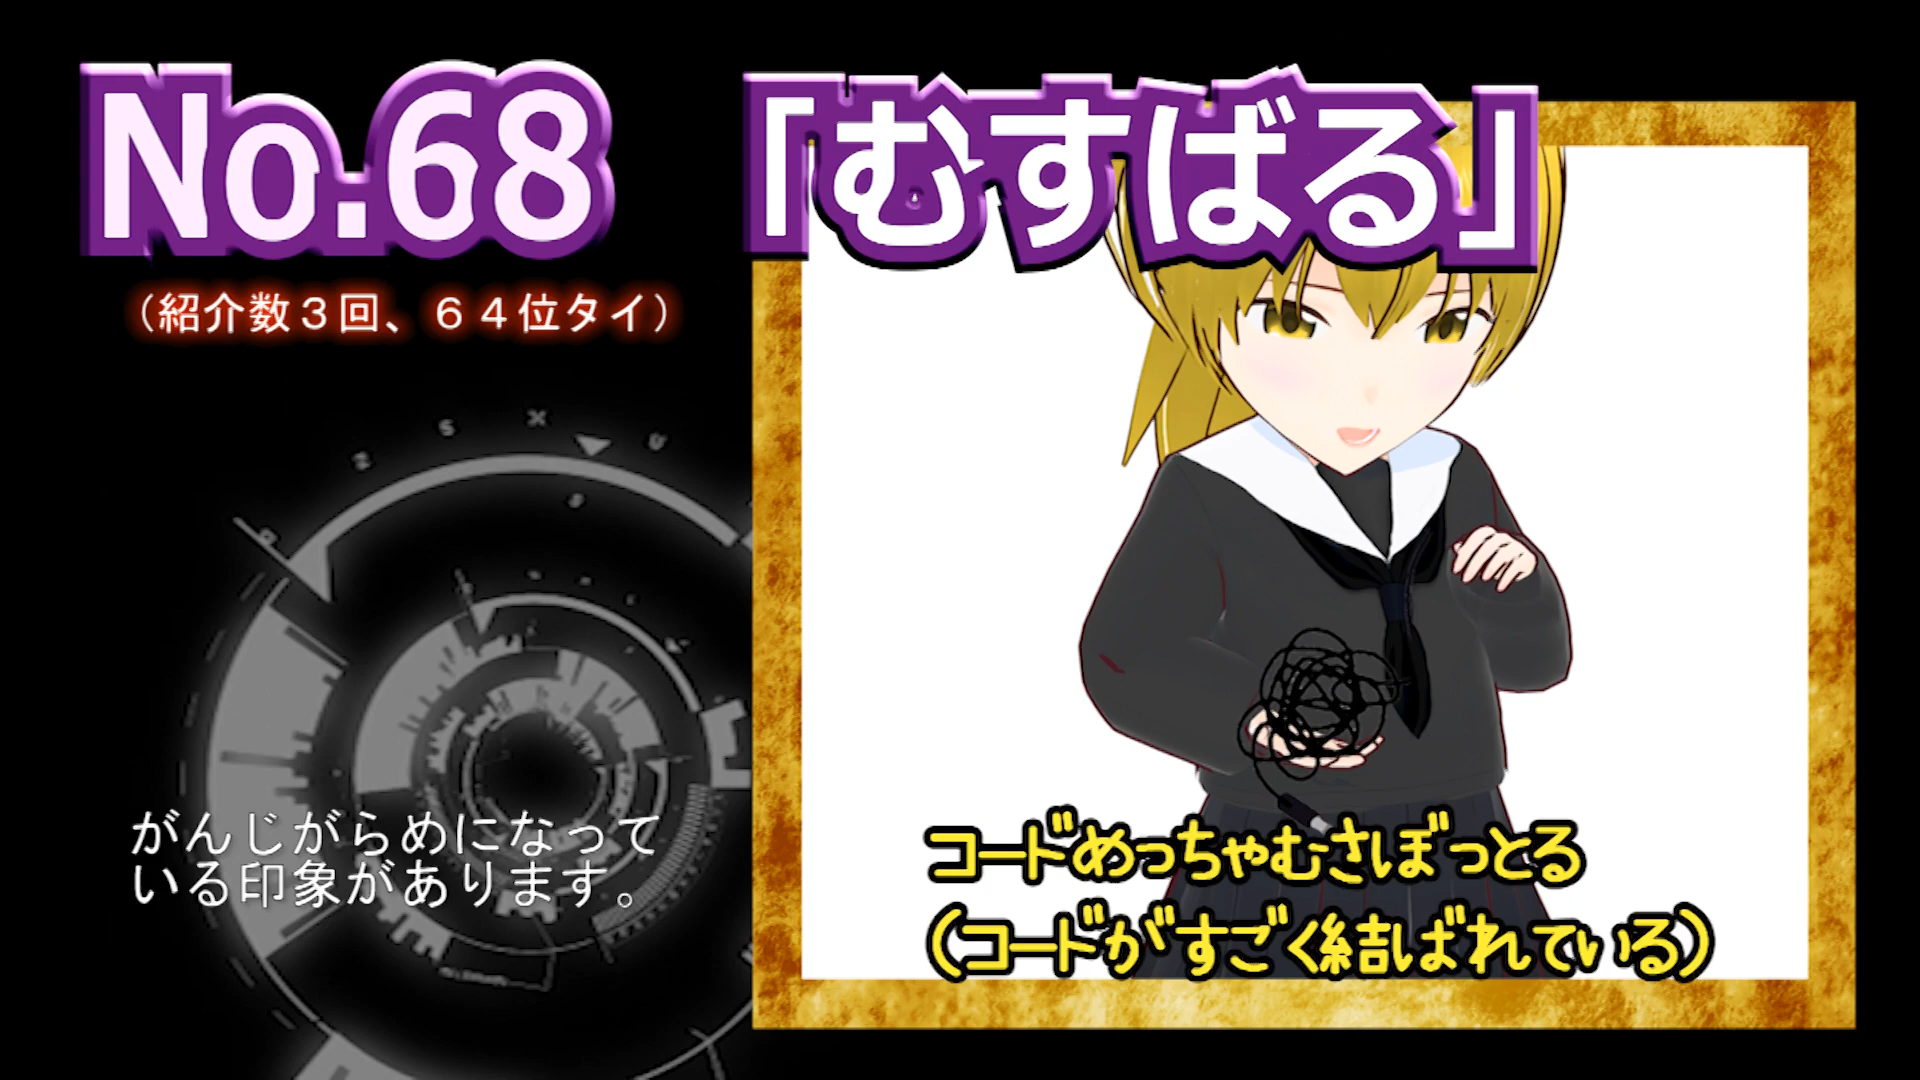 No.68 「むすばる」
（紹介数３回、６４位タイ）
がんじがらめになって
いる印象があります。
コードめっちゃむさぼっとる
（コードがすごく結ばれている）